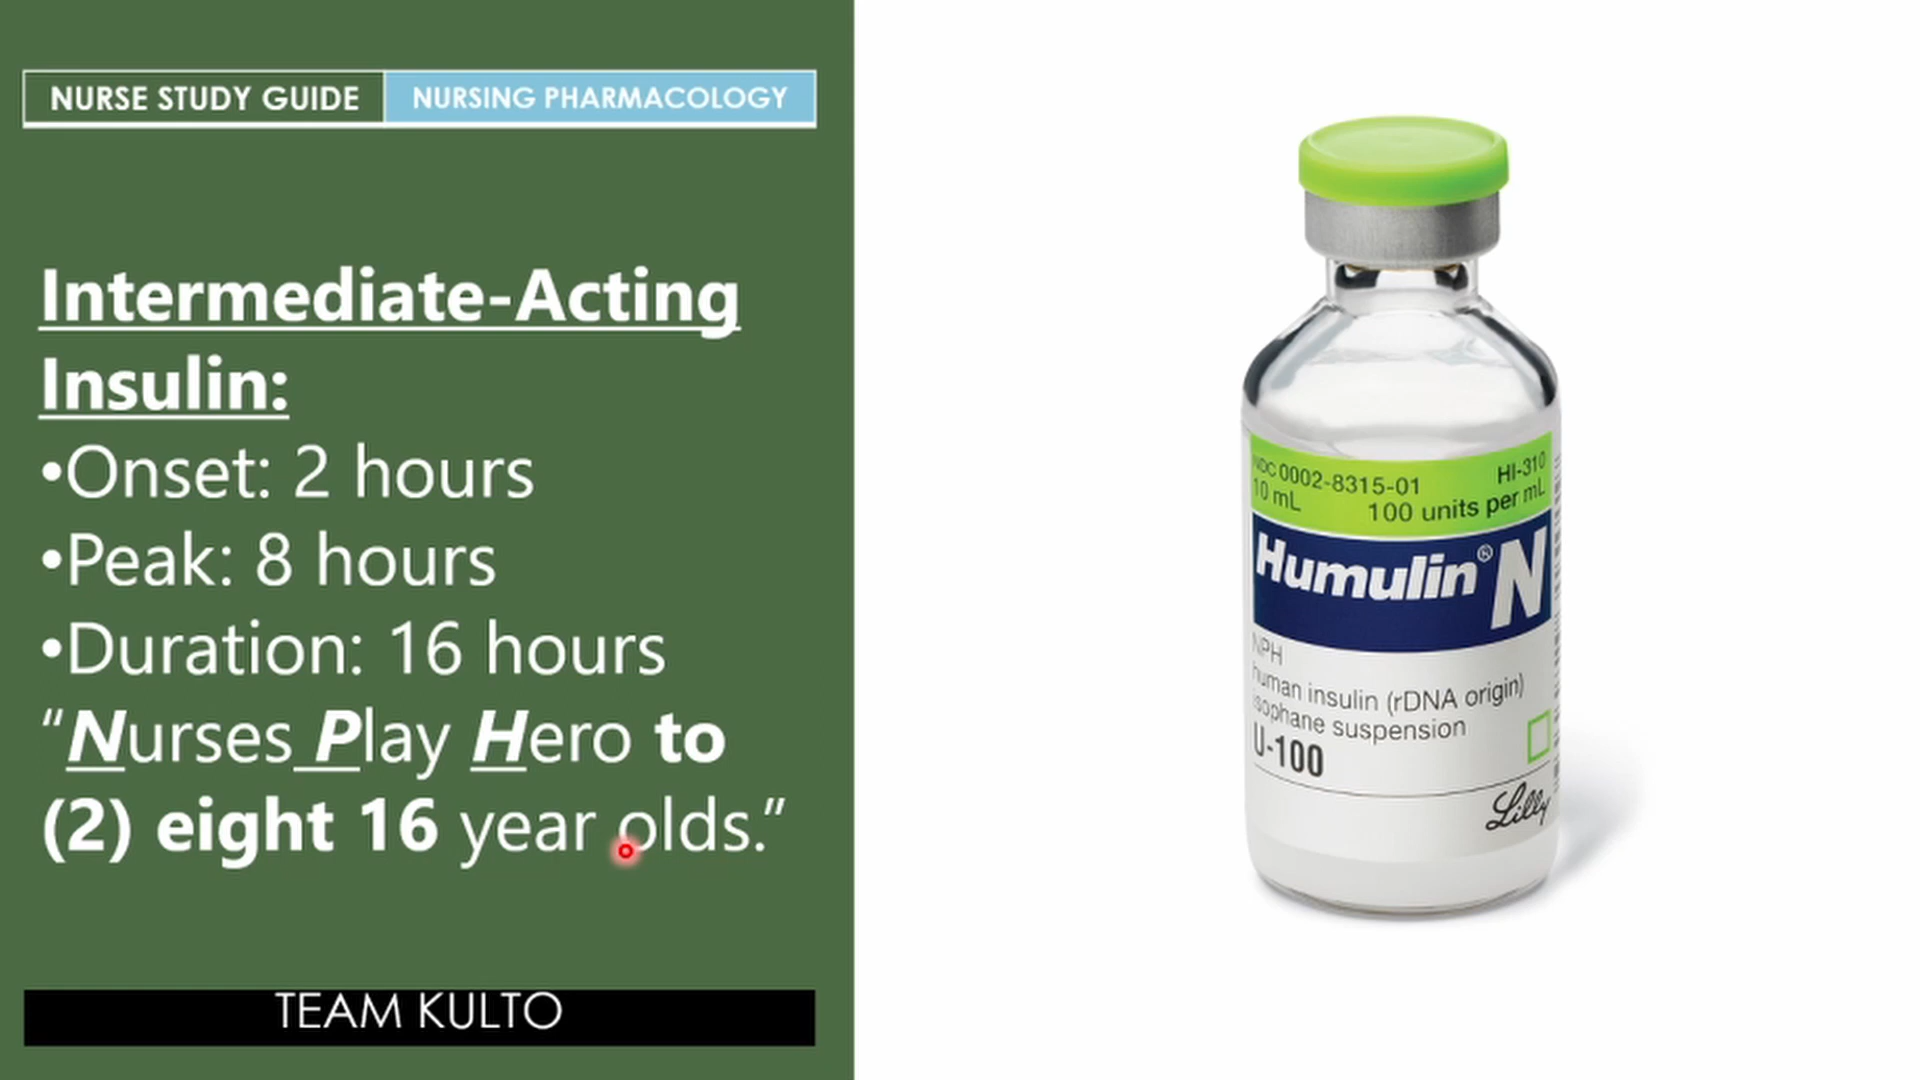 NURSE STUDY GUIDE
NURSING PHARMACOLOGY
Intermediate-Acting
Insulin:
•Onset: 2 hours
•Peak: 8 hours
•Duration: 16 hours
“Nurses Play Hero to
(2) eight 16 year olds.”
TEAM KULTO
NDC 0002-8315-01 HI-310
10 mL 100 units per mL
Humulin® N
NPH
human insulin (rDNA origin)
isophane suspension
U-100
Lilly